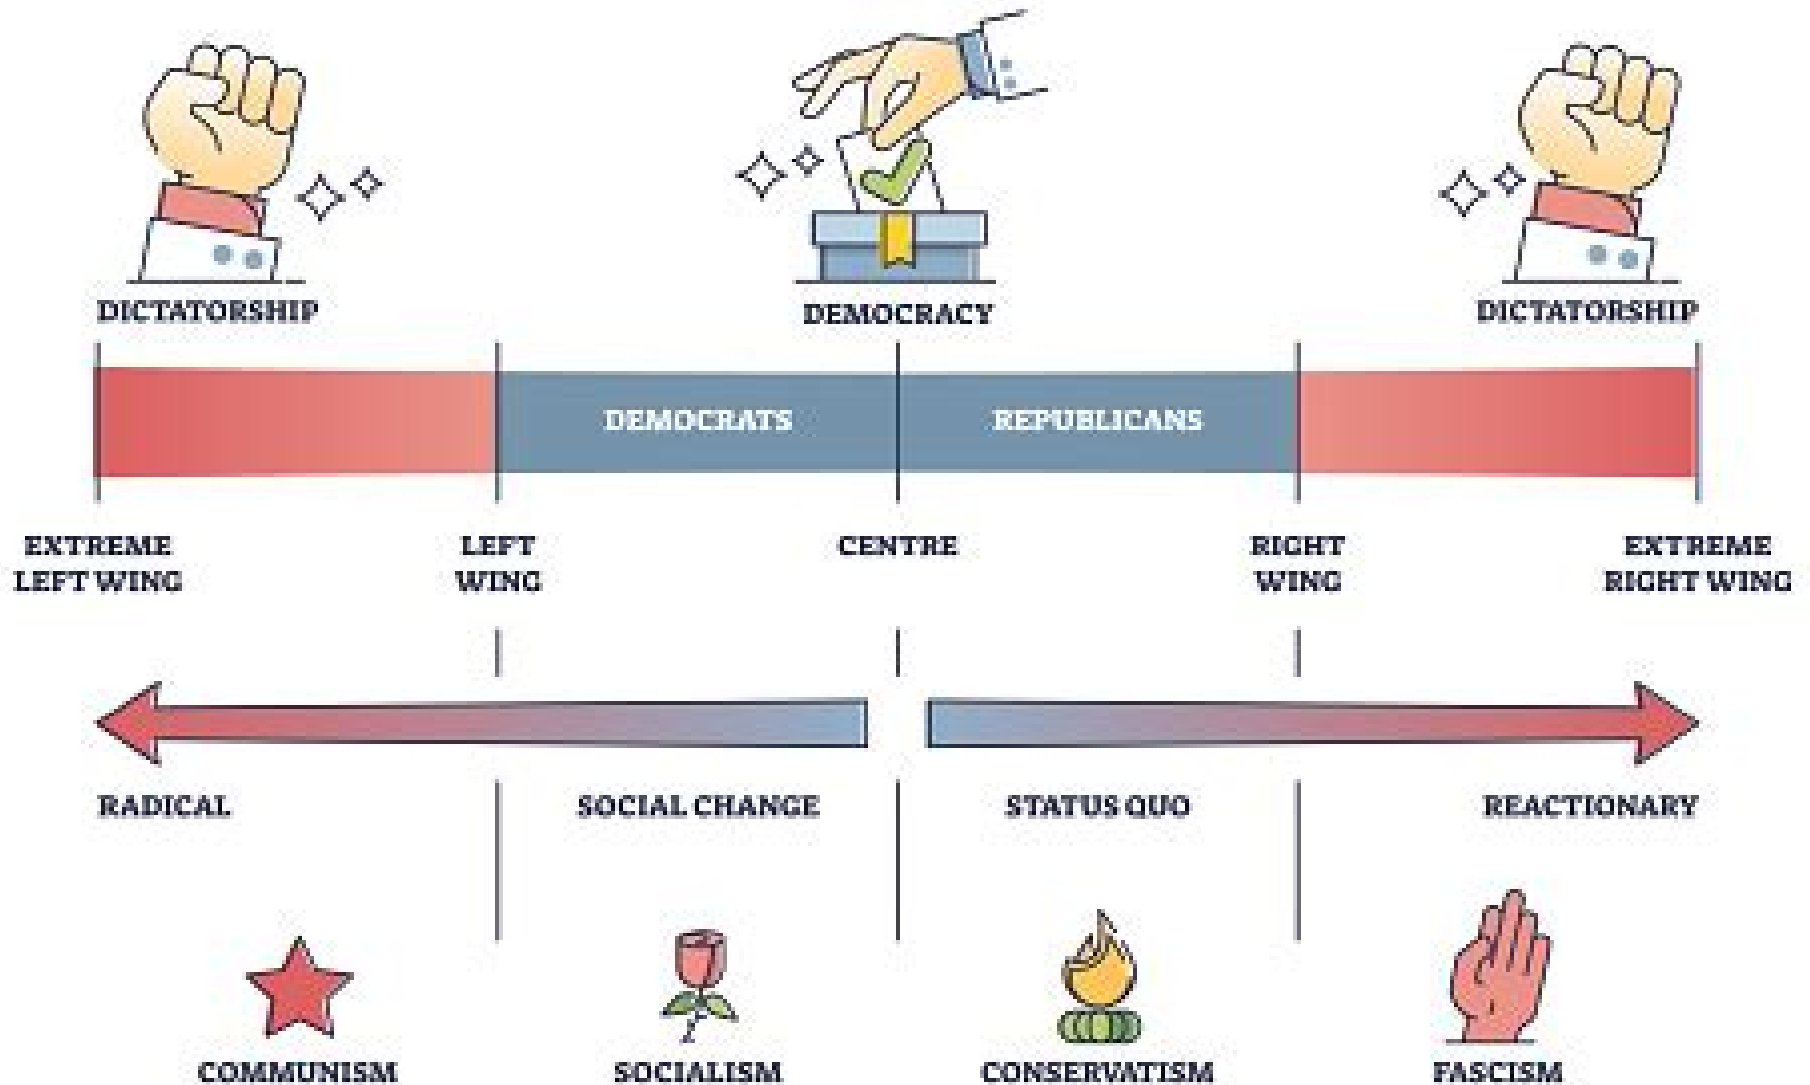 DICTATORSHIP
DEMOCRACY
DICTATORSHIP
DEMOCRATS
REPUBLICANS
EXTREME
LEFT WING
LEFT
WING
CENTRE
RIGHT
WING
EXTREME
RIGHT WING
RADICAL
SOCIAL CHANGE
STATUS QUO
REACTIONARY
COMMUNISM
SOCIALISM
CONSERVATISM
FASCISM